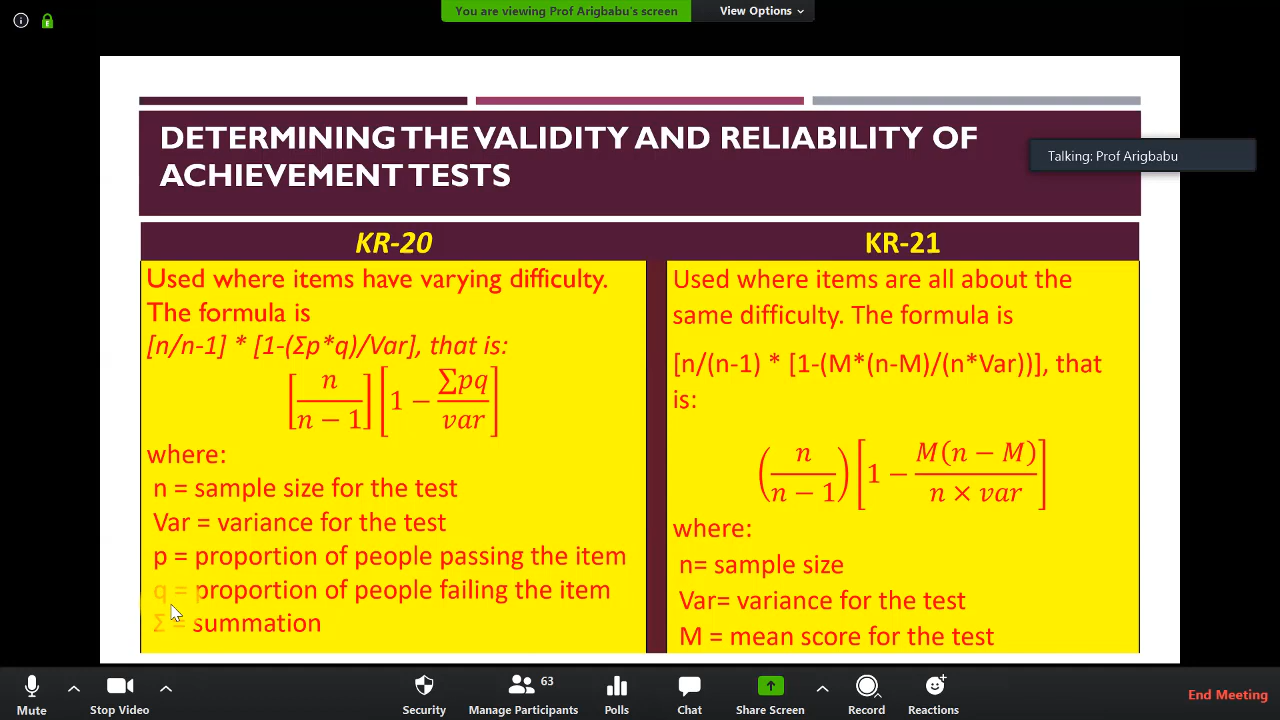 You are viewing Prof Arigbabu's screen
View Options
DETERMINING THE VALIDITY AND RELIABILITY OF
ACHIEVEMENT TESTS
Talking: Prof Arigbabu
KR-20
Used where items have varying difficulty.
The formula is
[n/n-1] * [1-(Σp*q)/Var], that is:
[n / n − 1] [1 − ∑pq / var]
where:
n = sample size for the test
Var = variance for the test
p = proportion of people passing the item
q = proportion of people failing the item
Σ = summation
KR-21
Used where items are all about the
same difficulty. The formula is
[n/(n-1) * [1-(M*(n-M)/(n*Var))], that
is:
(n / n − 1) [1 − M(n − M) / n × var]
where:
n= sample size
Var= variance for the test
M = mean score for the test
Mute
Stop Video
Security
63
Manage Participants
Polls
Chat
Share Screen
Record
Reactions
End Meeting